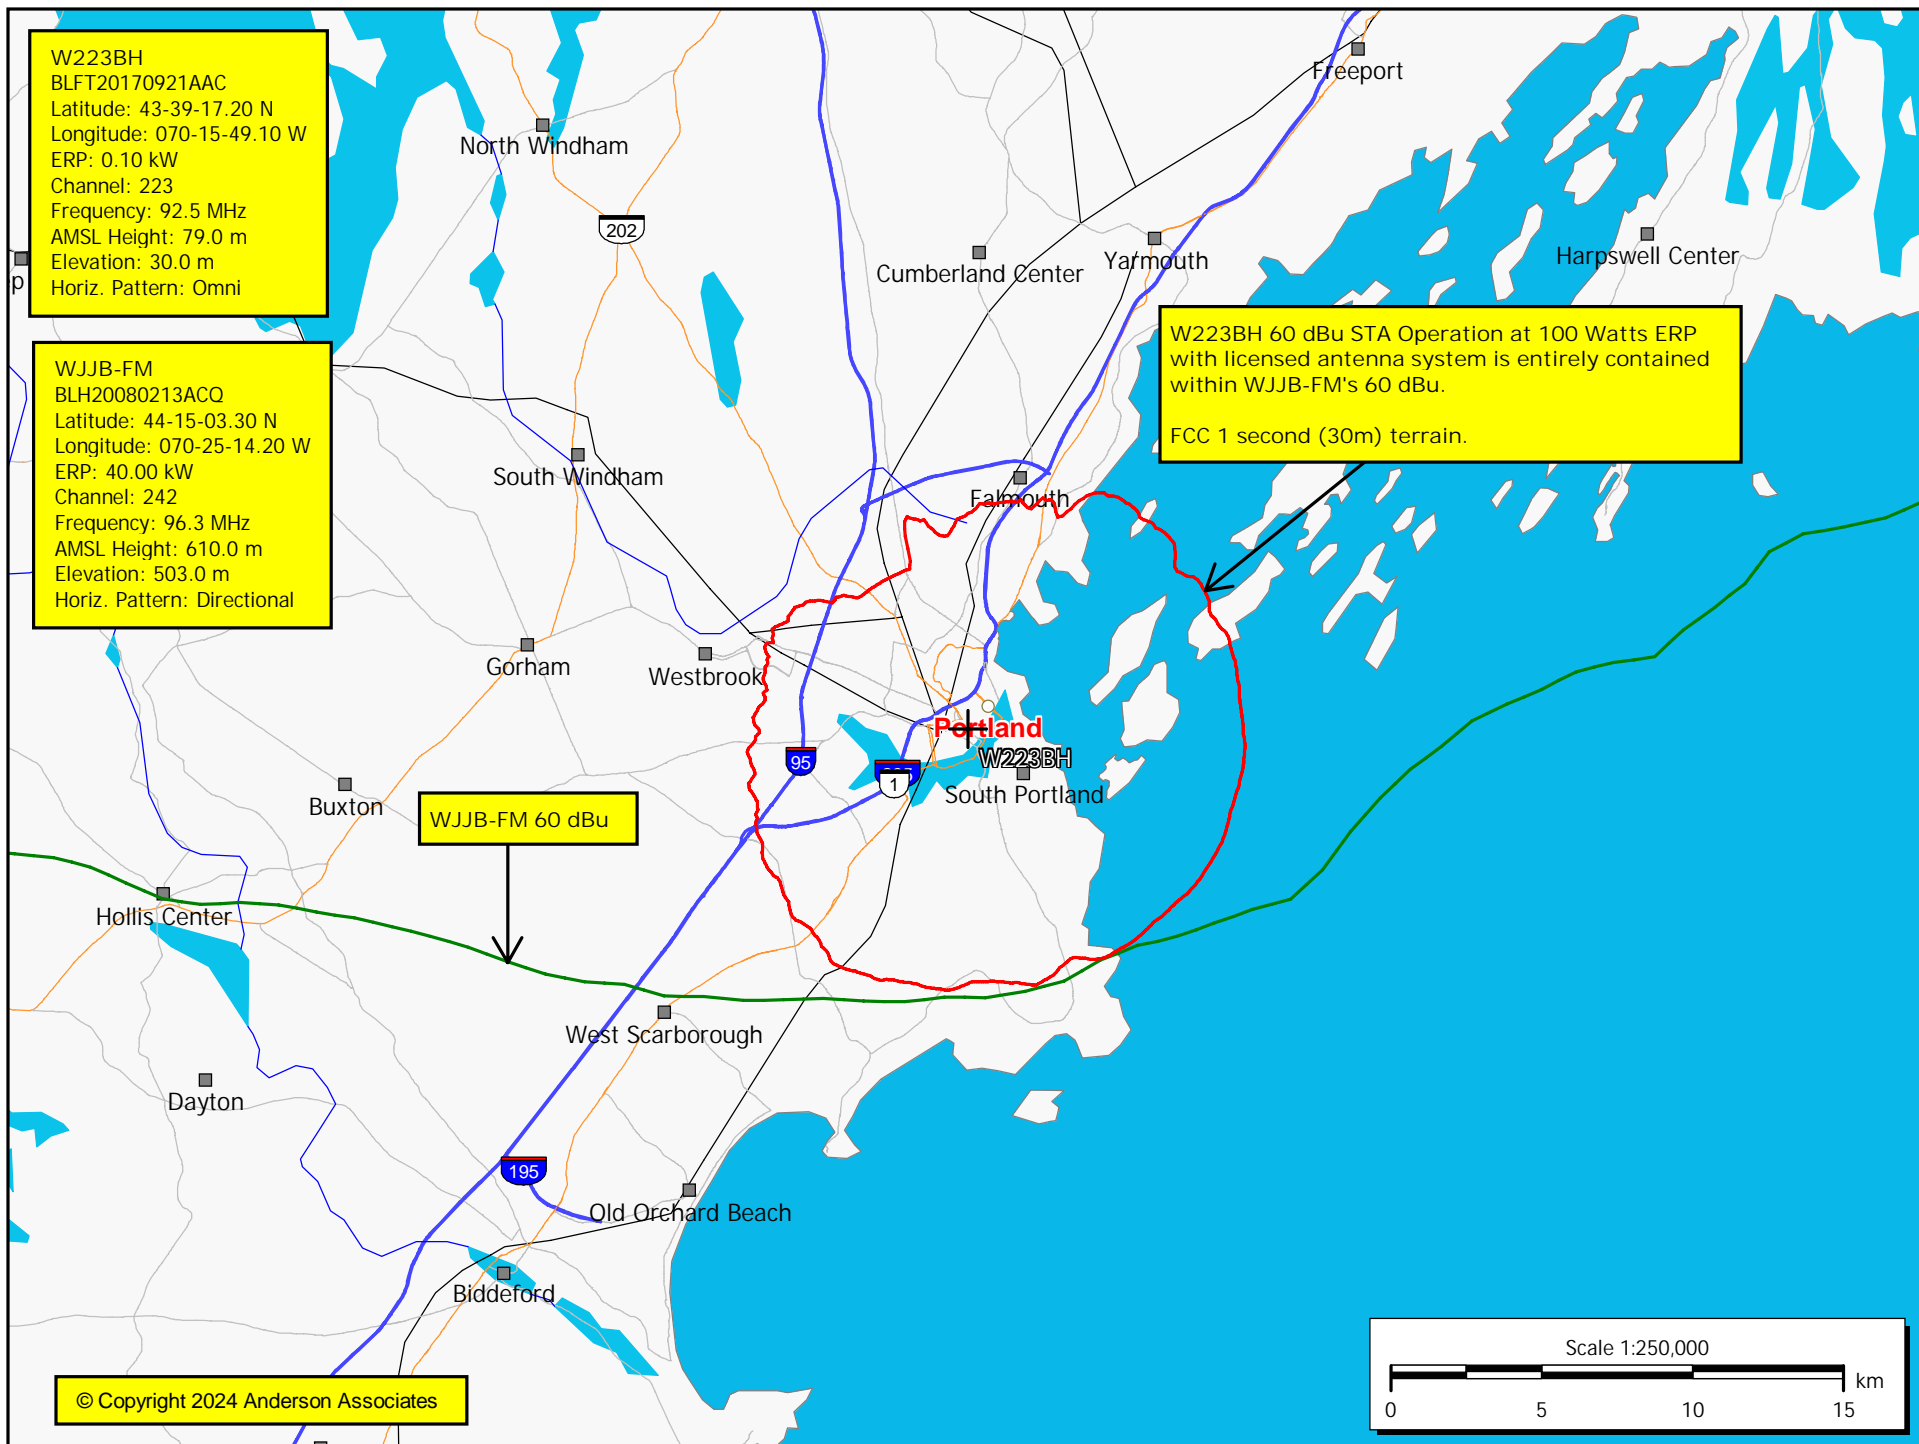 W223BH
BLFT20170921AAC
Latitude: 43-39-17.20 N
Longitude: 070-15-49.10 W
ERP: 0.10 kW
Channel: 223
Frequency: 92.5 MHz
AMSL Height: 79.0 m
Elevation: 30.0 m
Horiz. Pattern: Omni
WJJB-FM
BLH20080213ACQ
Latitude: 44-15-03.30 N
Longitude: 070-25-14.20 W
ERP: 40.00 kW
Channel: 242
Frequency: 96.3 MHz
AMSL Height: 610.0 m
Elevation: 503.0 m
Horiz. Pattern: Directional
Freeport
North Windham
202
Cumberland Center
Yarmouth
Harpswell Center
W223BH 60 dBu STA Operation at 100 Watts ERP
with licensed antenna system is entirely contained
within WJJB-FM's 60 dBu.
FCC 1 second (30m) terrain.
South Windham
Falmouth
Gorham
Westbrook
Portland
W223BH
95
1
South Portland
Buxton
WJJB-FM 60 dBu
Hollis Center
West Scarborough
Dayton
195
Old Orchard Beach
Biddeford
© Copyright 2024 Anderson Associates
Scale 1:250,000
km
0 5 10 15